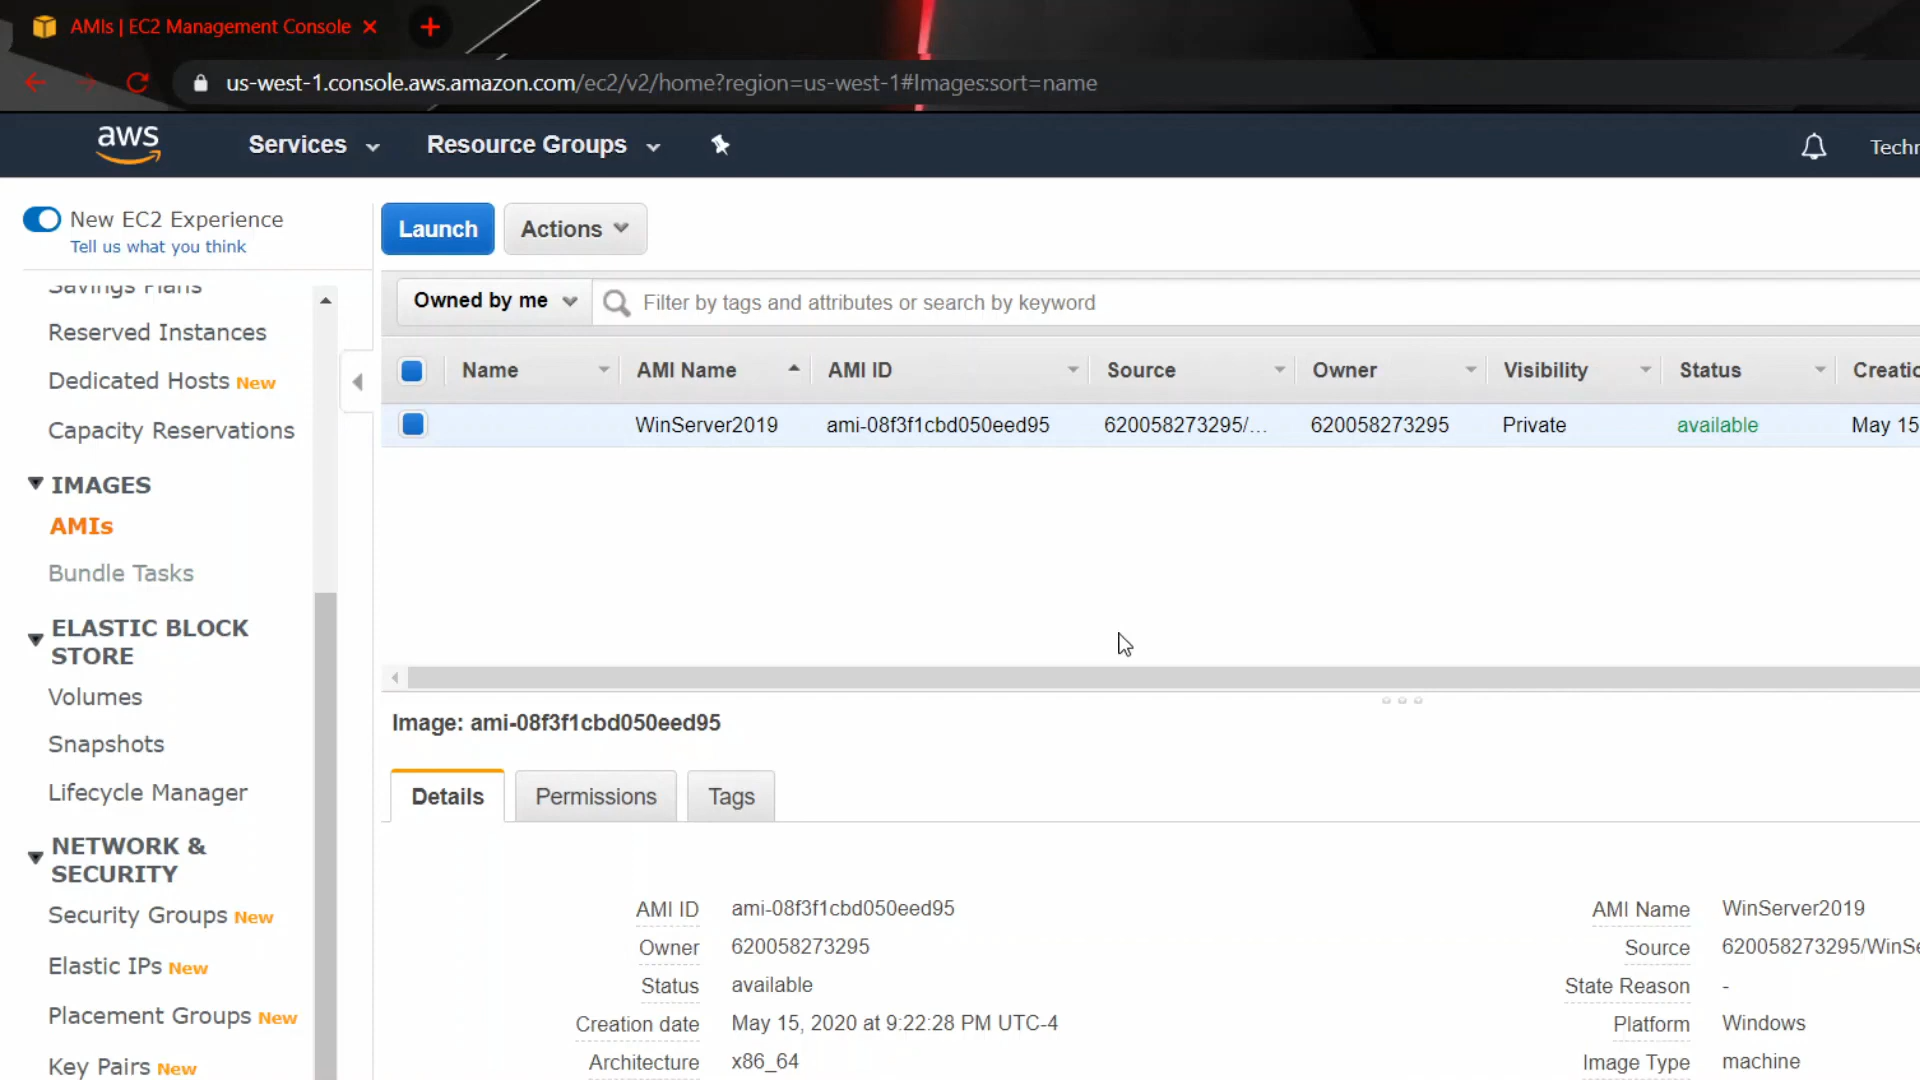 AMIs | EC2 Management Console
us-west-1.console.aws.amazon.com/ec2/v2/home?region=us-west-1#Images:sort=name
aws Services Resource Groups
New EC2 Experience
Tell us what you think
Savings Plans
Reserved Instances
Dedicated Hosts New
Capacity Reservations
IMAGES
AMIs
Bundle Tasks
ELASTIC BLOCK
STORE
Volumes
Snapshots
Lifecycle Manager
NETWORK &
SECURITY
Security Groups New
Elastic IPs New
Placement Groups New
Key Pairs New
Launch Actions
Owned by me Filter by tags and attributes or search by keyword
Name AMI Name AMI ID Source Owner Visibility Status
WinServer2019 ami-08f3f1cbd050eed95 620058273295/... 620058273295 Private available May 15
Image: ami-08f3f1cbd050eed95
Details Permissions Tags
AMI ID ami-08f3f1cbd050eed95
Owner 620058273295
Status available
Creation date May 15, 2020 at 9:22:28 PM UTC-4
Architecture x86_64
AMI Name WinServer2019
Source 620058273295/WinSe
State Reason -
Platform Windows
Image Type machine